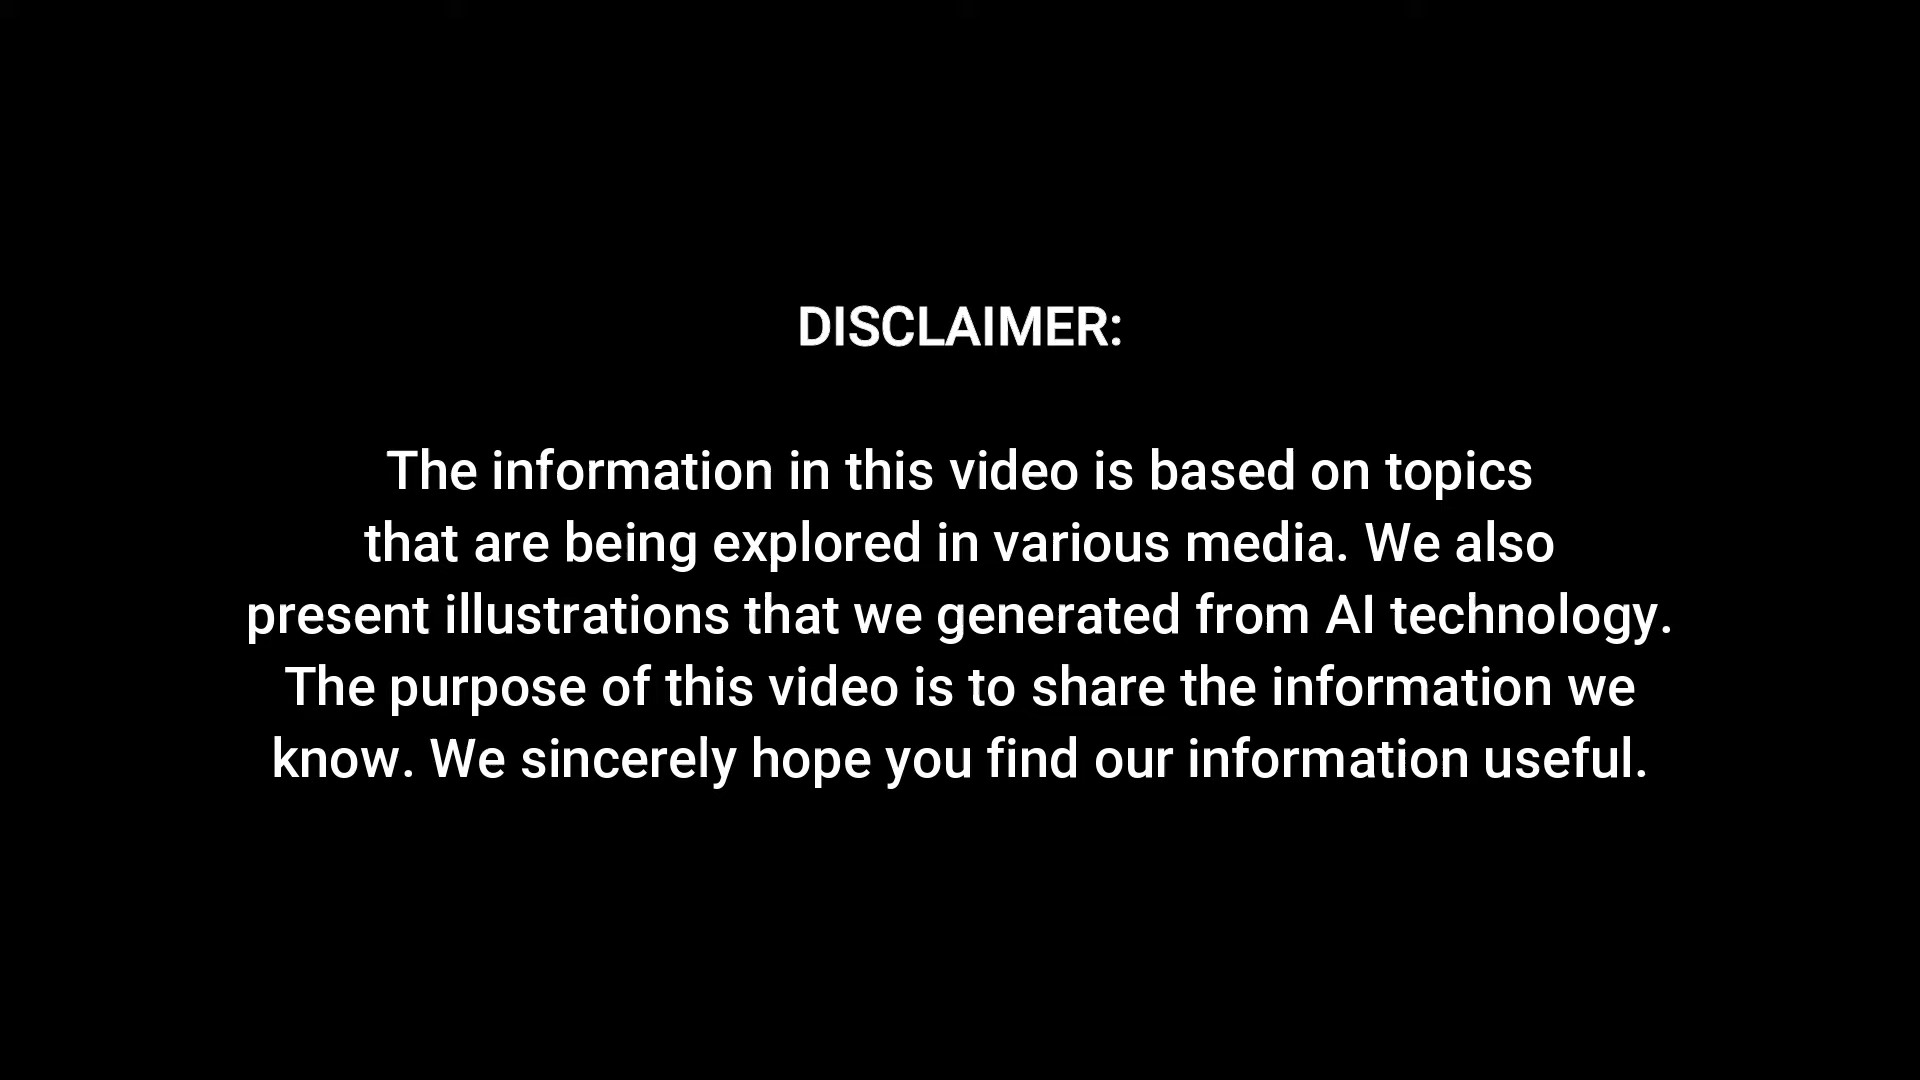 DISCLAIMER:
The information in this video is based on topics
that are being explored in various media. We also
present illustrations that we generated from AI technology.
The purpose of this video is to share the information we
know. We sincerely hope you find our information useful.